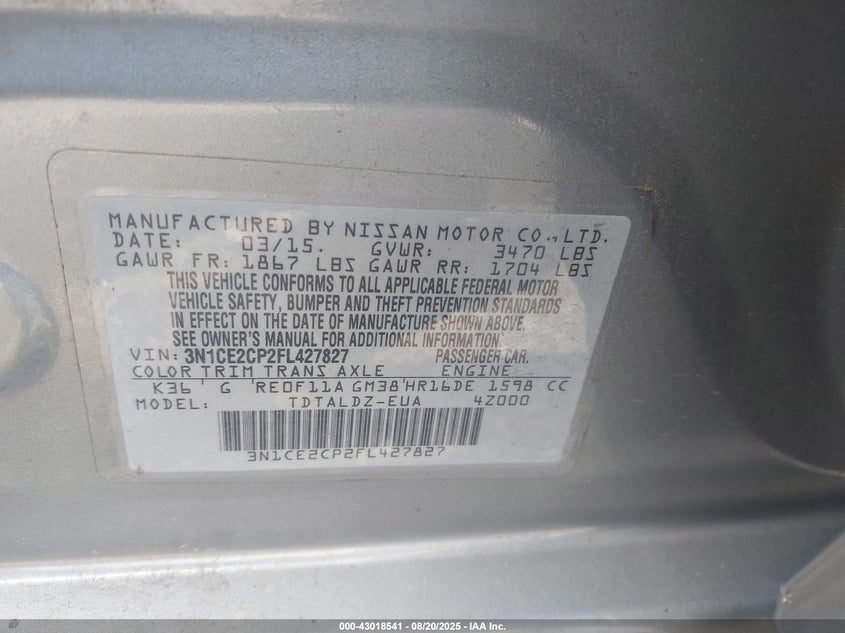 MANUFACTURED BY NISSAN MOTOR CO., LTD.
DATE: 03/15. GVWR: 3470 LBS
GAWR FR: 1867 LBS GAWR RR: 1704 LBS
THIS VEHICLE CONFORMS TO ALL APPLICABLE FEDERAL MOTOR
VEHICLE SAFETY, BUMPER AND THEFT PREVENTION STANDARDS
IN EFFECT ON THE DATE OF MANUFACTURE SHOWN ABOVE.
SEE OWNER'S MANUAL FOR ADDITIONAL INFORMATION.
VIN: 3N1CE2CP2FL427827 PASSENGER CAR.
COLOR TRIM TRANS AXLE ENGINE
K36 ' G 'RE0F11A GM38'HR16DE 1598 CC
MODEL: TDTALDZ-EUA 4Z000
3N1CE2CP2FL427827
000-43018541 - 08/20/2025 - IAA Inc.